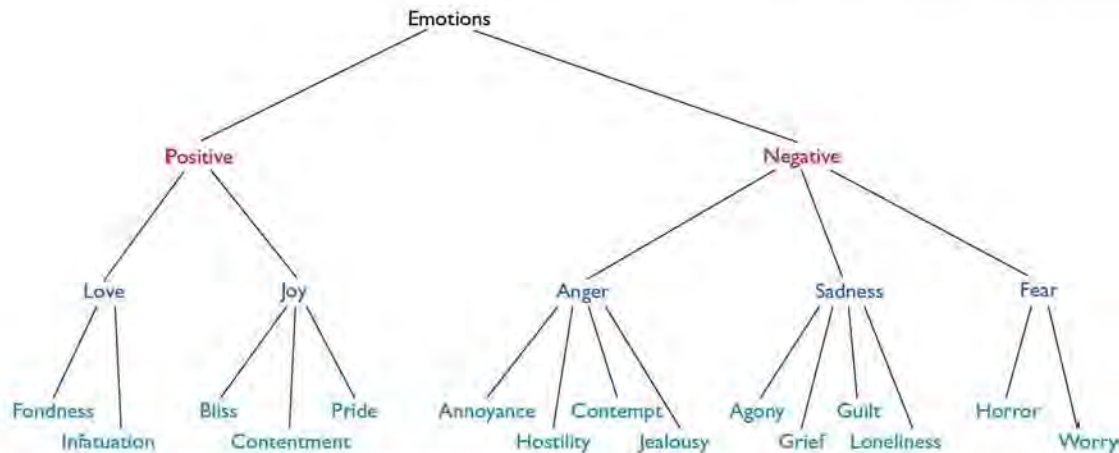 Emotions
Positive Negative
Love Joy Anger Sadness Fear
Fondness Bliss Pride Annoyance Contempt Agony Guilt Horror
Infatuation Contentment Hostility Jealousy Grief Loneliness Worry